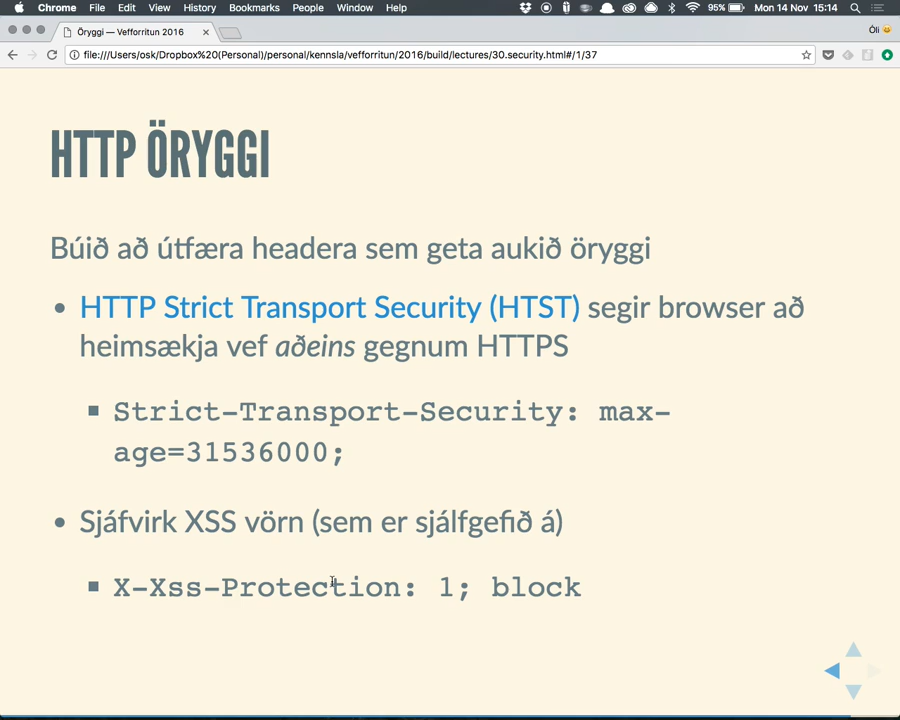 Chrome File Edit View History Bookmarks People Window Help 95% Mon 14 Nov 15:14
Öryggi — Vefforritun 2016 Óli
file:///Users/osk/Dropbox%20(Personal)/personal/kennsla/vefforritun/2016/build/lectures/30.security.html#/1/37
HTTP ÖRYGGI
Búið að útfæra headera sem geta aukið öryggi
HTTP Strict Transport Security (HTST) segir browser að
heimsækja vef aðeins gegnum HTTPS
Strict-Transport-Security: max-
age=31536000;
Sjáfvirk XSS vörn (sem er sjálfgefið á)
X-Xss-Protection: 1; block